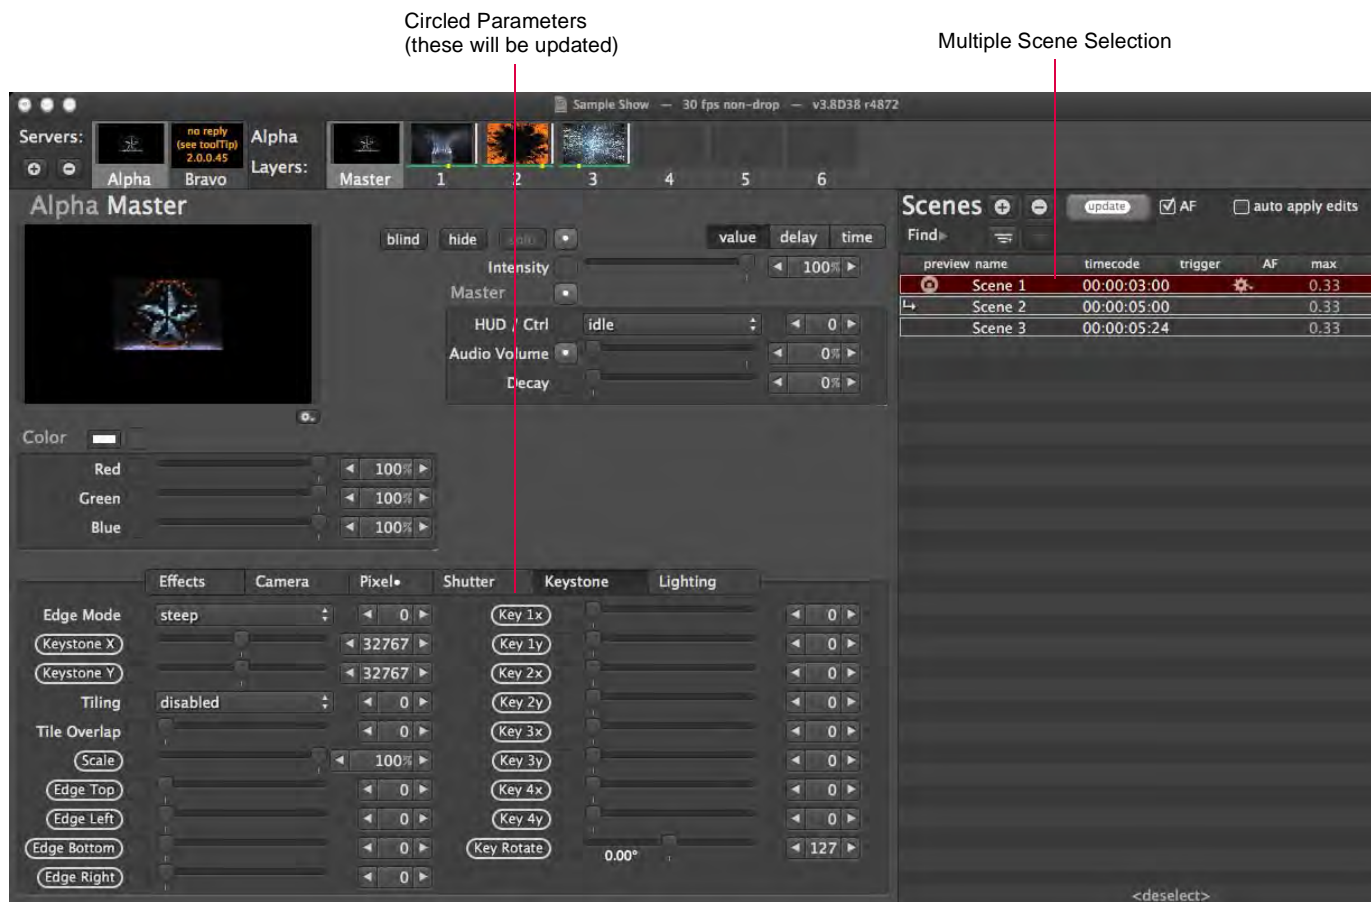 Circled Parameters
(these will be updated)
Multiple Scene Selection
Sample Show — 30 fps non-drop — v3.8D38 r4872
Servers:
no reply
(see toolTip)
2.0.0.45
Alpha
Layers:
Alpha
Bravo
Master
1
2
3
4
5
6
Alpha Master
blind
hide
value
delay
time
Intensity
100%
Master
HUD / Ctrl
idle
0
Audio Volume
0%
Decay
0%
Color
Red
100%
Green
100%
Blue
100%
Effects
Camera
Pixel•
Shutter
Keystone
Lighting
Edge Mode
steep
0
Key 1x
0
Keystone X
32767
Key 1y
0
Keystone Y
32767
Key 2x
0
Tiling
disabled
0
Key 2y
0
Tile Overlap
0
Key 3x
0
Scale
100%
Key 3y
0
Edge Top
0
Key 4x
0
Edge Left
0
Key 4y
0
Edge Bottom
0
Key Rotate
0.00°
127
Edge Right
0
Scenes
update
AF
auto apply edits
Find
preview name timecode trigger AF max
Scene 1 00:00:03:00 0.33
Scene 2 00:00:05:00 0.33
Scene 3 00:00:05:24 0.33
<deselect>